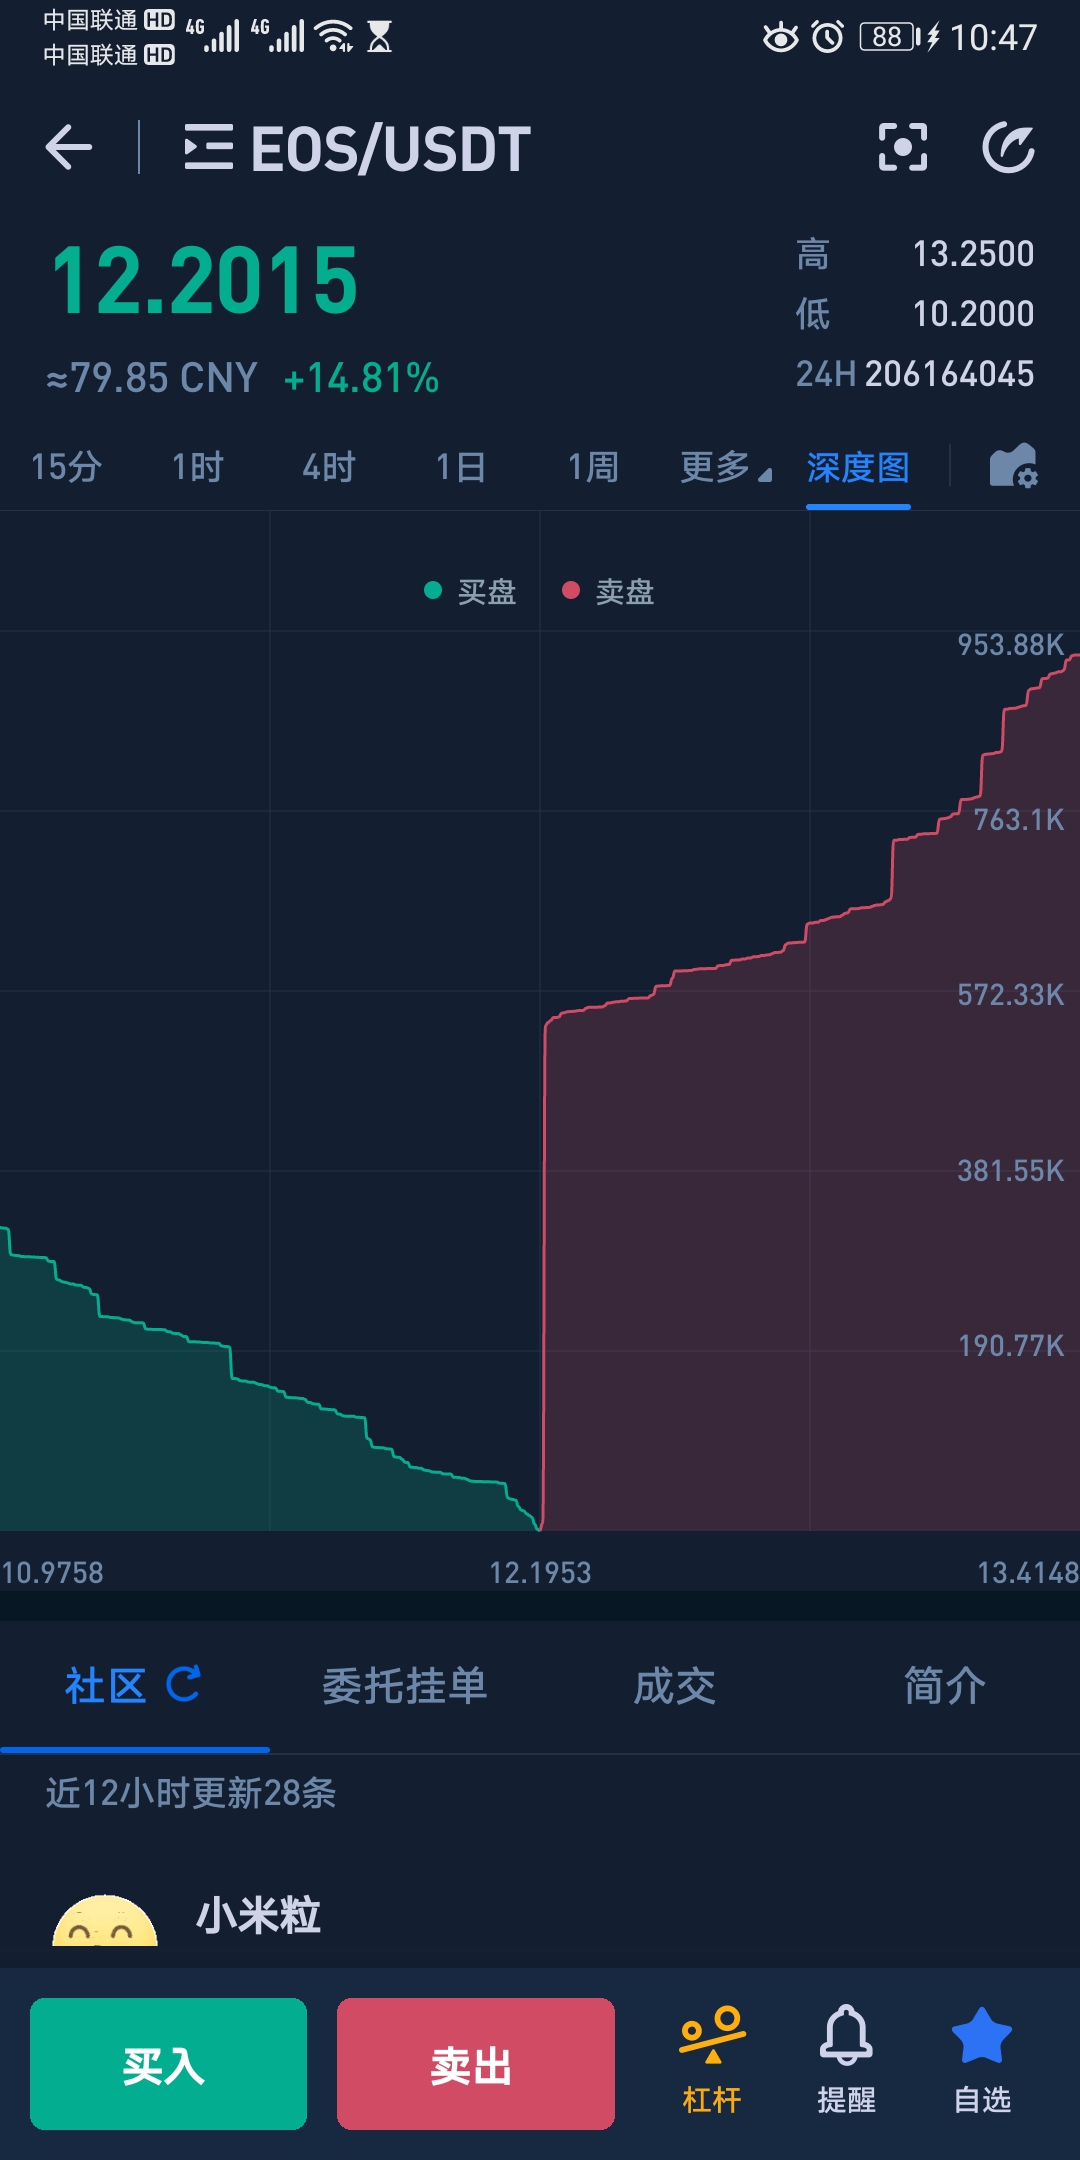 中国联通 HD 4G 4G 88 10:47
中国联通 HD
EOS/USDT
12.2015
高 13.2500
低 10.2000
≈79.85 CNY +14.81%
24H 206164045
15分 1时 4时 1日 1周 更多 深度图
买盘 卖盘
953.88K
763.1K
572.33K
381.55K
190.77K
10.9758 12.1953 13.4148
社区 委托挂单 成交 简介
近12小时更新28条
小米粒
买入 卖出 杠杆 提醒 自选